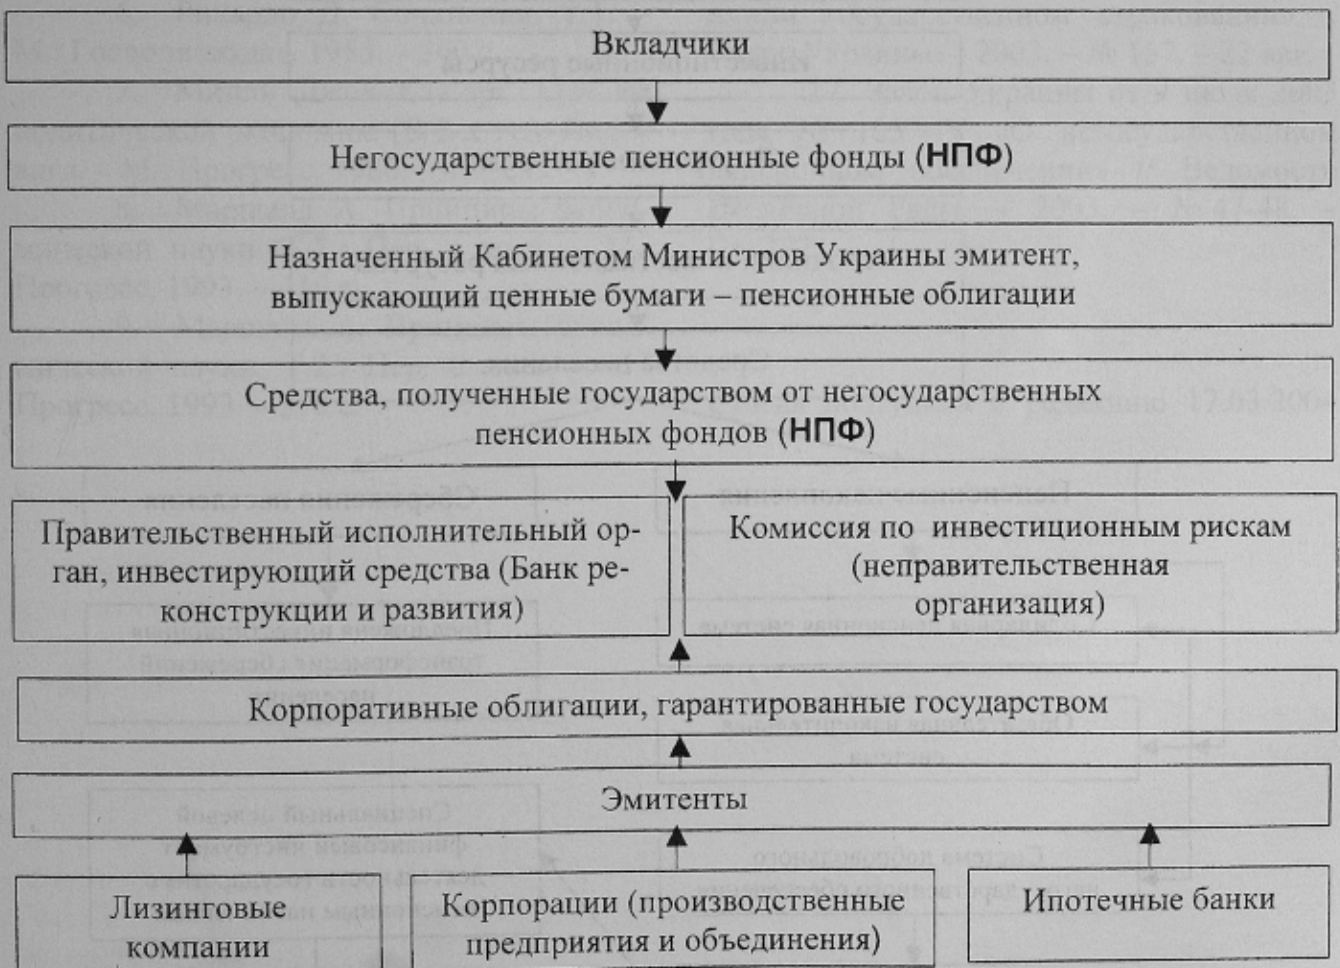 Вкладчики
Негосударственные пенсионные фонды (НПФ)
Назначенный Кабинетом Министров Украины эмитент,
выпускающий ценные бумаги – пенсионные облигации
Средства, полученные государством от негосударственных
пенсионных фондов (НПФ)
Правительственный исполнительный ор-
ган, инвестирующий средства (Банк ре-
конструкции и развития)
Комиссия по инвестиционным рискам
(неправительственная
организация)
Корпоративные облигации, гарантированные государством
Эмитенты
Лизинговые
компании
Корпорации (производственные
предприятия и объединения)
Ипотечные банки